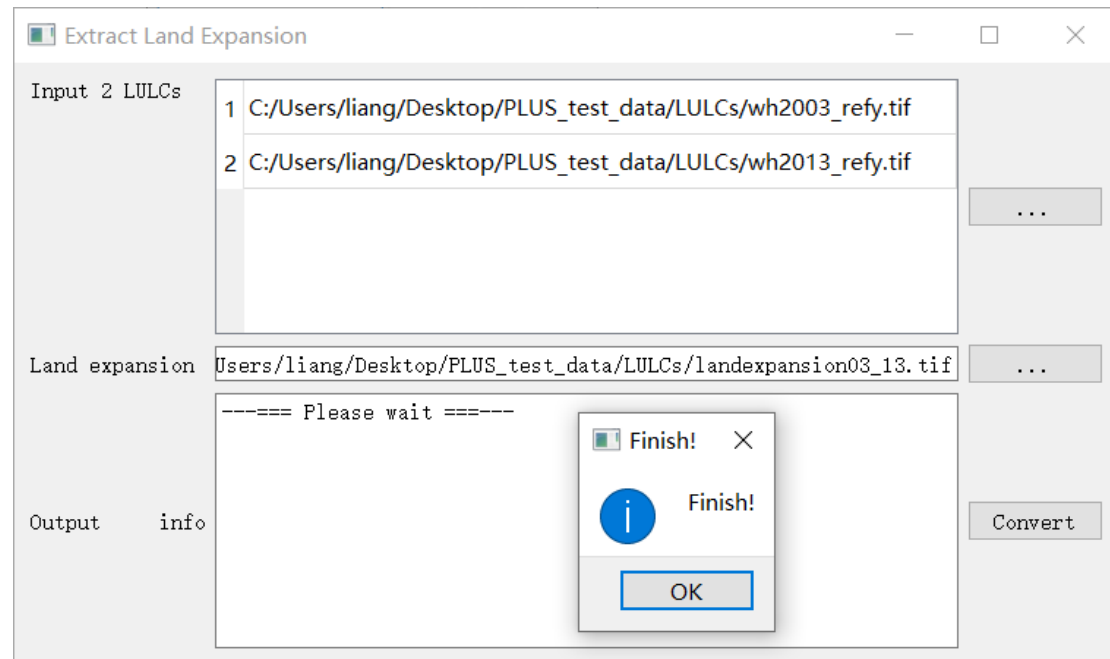 Extract Land Expansion
Input 2 LULCs
1 C:/Users/liang/Desktop/PLUS_test_data/LULCs/wh2003_refy.tif
2 C:/Users/liang/Desktop/PLUS_test_data/LULCs/wh2013_refy.tif
...
Land expansion Users/liang/Desktop/PLUS_test_data/LULCs/landexpansion03_13.tif ...
---=== Please wait ===---
Finish!
Finish!
Output info
Convert
OK